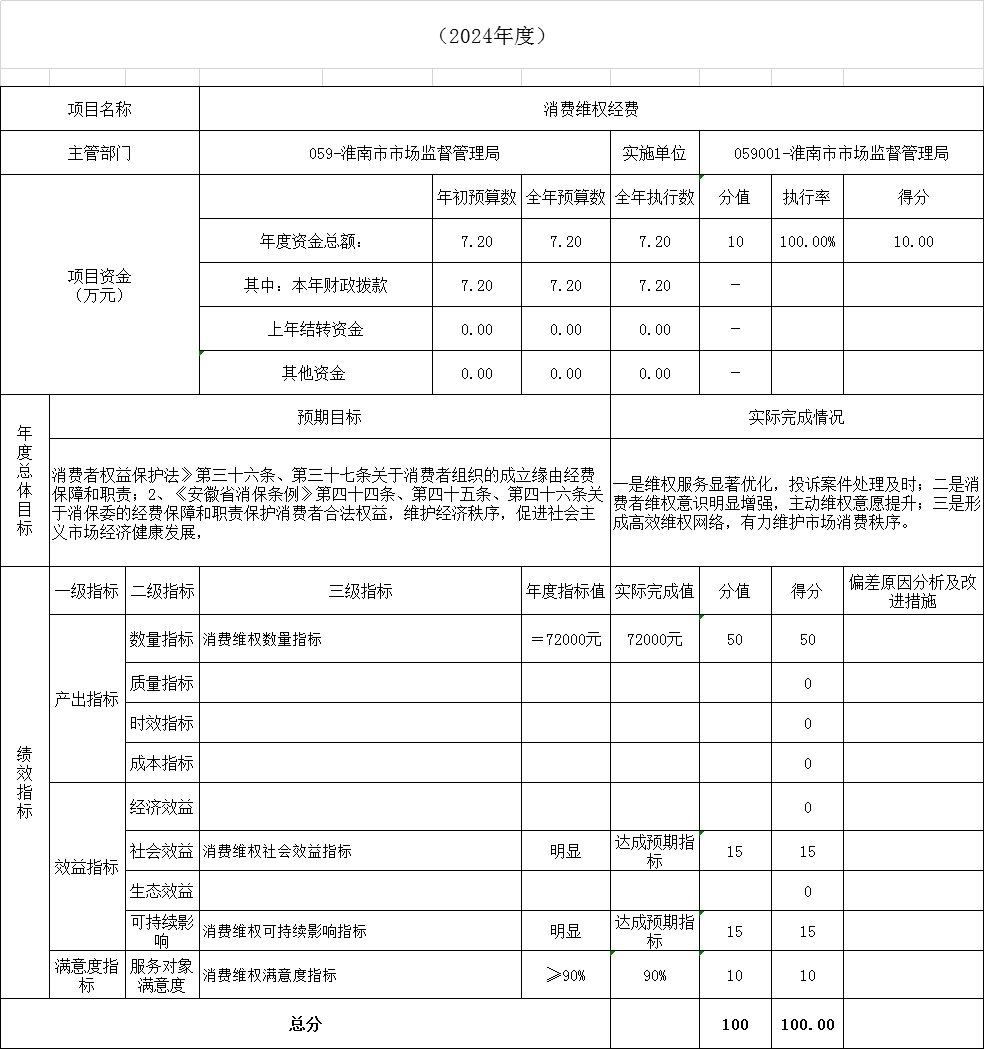 （2024年度）
项目名称 消费维权经费
主管部门 059-淮南市市场监督管理局 实施单位 059001-淮南市市场监督管理局
项目资金
（万元）
年初预算数 全年预算数 全年执行数 分值 执行率 得分
年度资金总额： 7.20 7.20 7.20 10 100.00% 10.00
其中：本年财政拨款 7.20 7.20 7.20 －
上年结转资金 0.00 0.00 0.00 －
其他资金 0.00 0.00 0.00 －
年度总体目标
预期目标 实际完成情况
消费者权益保护法》第三十六条、第三十七条关于消费者组织的成立缘由经费
保障和职责；2、《安徽省消保条例》第四十四条、第四十五条、第四十六条关
于消保委的经费保障和职责保护消费者合法权益，维护经济秩序，促进社会主
义市场经济健康发展，
一是维权服务显著优化，投诉案件处理及时；二是消
费者维权意识明显增强，主动维权意愿提升；三是形
成高效维权网络，有力维护市场消费秩序。
绩效指标
一级指标 二级指标 三级指标 年度指标值 实际完成值 分值 得分 偏差原因分析及改
进措施
产出指标
数量指标 消费维权数量指标 ＝72000元 72000元 50 50
质量指标 0
时效指标 0
成本指标 0
效益指标
经济效益 0
社会效益 消费维权社会效益指标 明显 达成预期指
标 15 15
生态效益 0
可持续影
响 消费维权可持续影响指标 明显 达成预期指
标 15 15
满意度指
标 服务对象
满意度 消费维权满意度指标 ≥90% 90% 10 10
总分 100 100.00